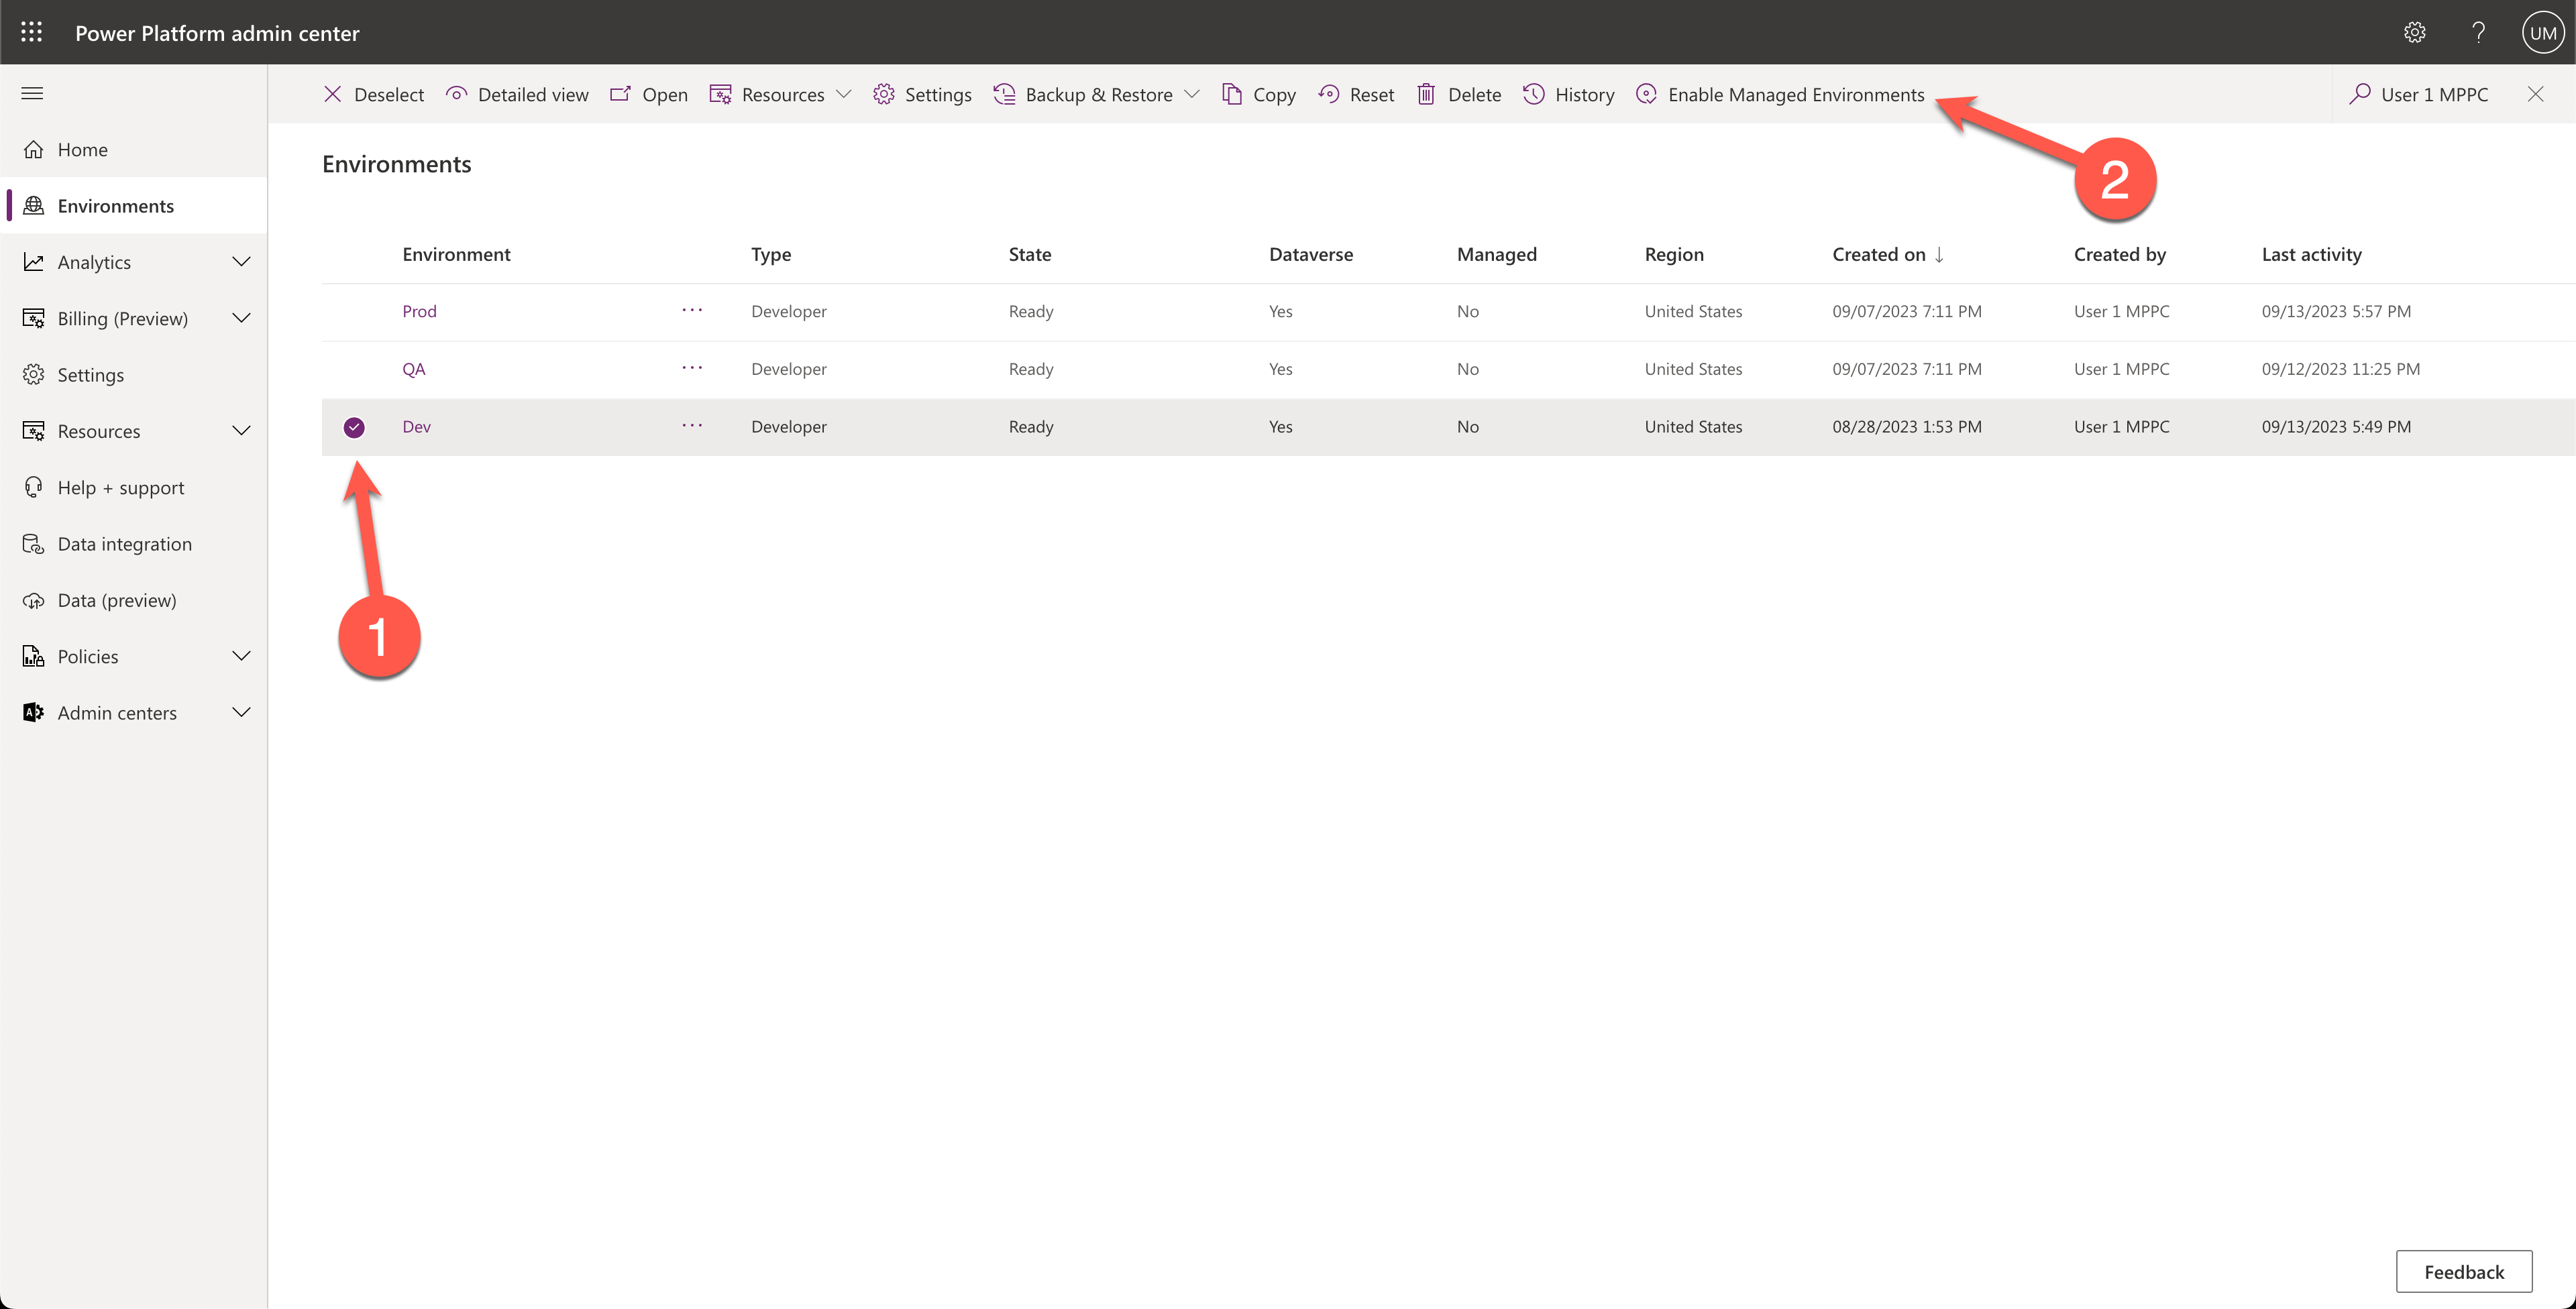 Power Platform admin center
UM
Deselect Detailed view Open Resources Settings Backup & Restore Copy Reset Delete History Enable Managed Environments User 1 MPPC
Home
Environments
Analytics
Billing (Preview)
Settings
Resources
Help + support
Data integration
Data (preview)
Policies
Admin centers
Environments
2
Environment Type State Dataverse Managed Region Created on ↓ Created by Last activity
Prod ... Developer Ready Yes No United States 09/07/2023 7:11 PM User 1 MPPC 09/13/2023 5:57 PM
QA ... Developer Ready Yes No United States 09/07/2023 7:11 PM User 1 MPPC 09/12/2023 11:25 PM
Dev ... Developer Ready Yes No United States 08/28/2023 1:53 PM User 1 MPPC 09/13/2023 5:49 PM
1
Feedback